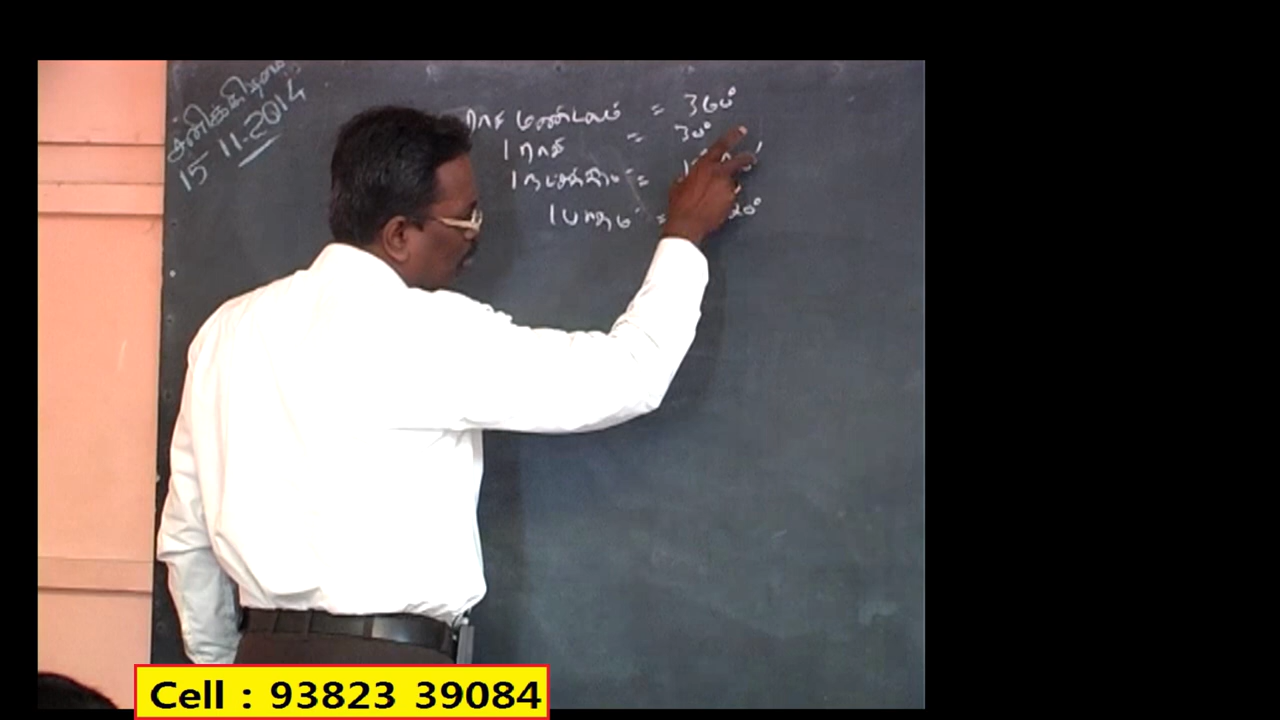 சனிக்கிழமை
15.11.2014
ராசி மண்டலம் = 360°
1 ராசி = 30°
1 நட்சத்திரம் =
1 பாதம் = 20'
Cell : 93823 39084